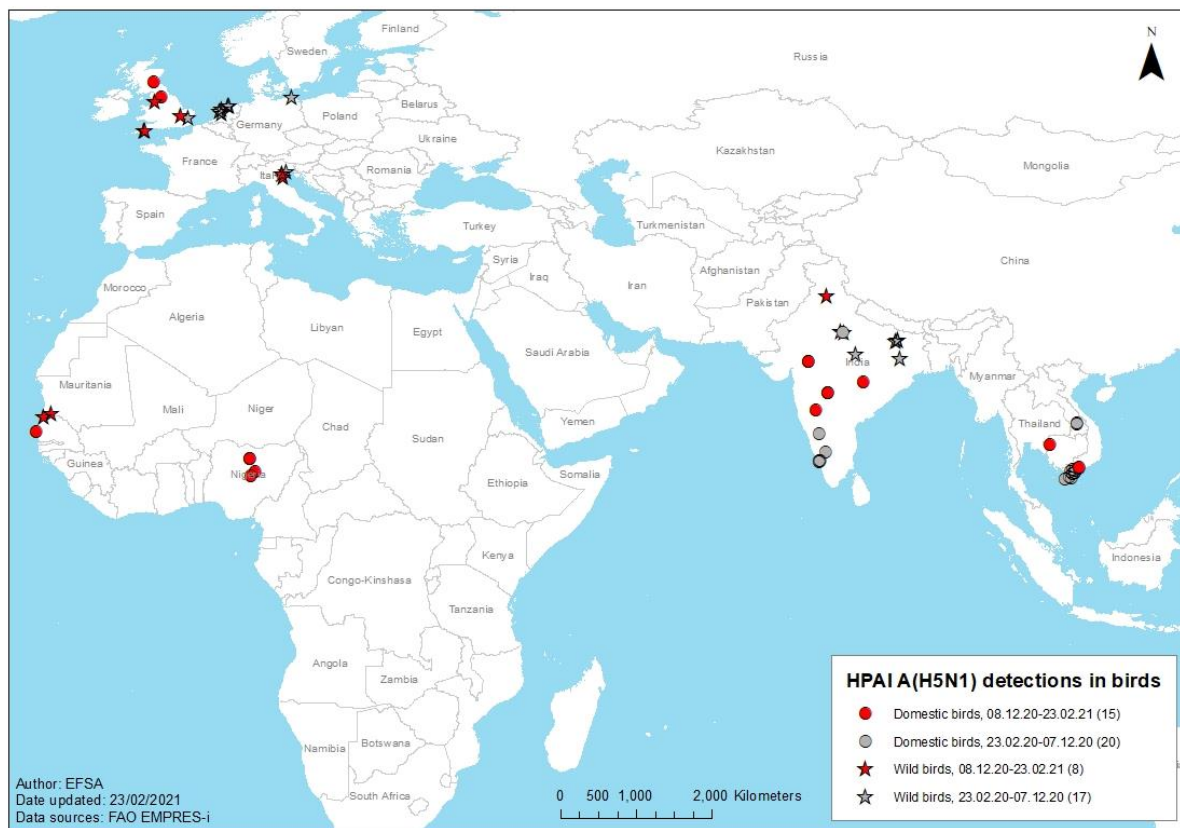 Finland
Sweden
Russia
N
Belarus
Poland
Germany
Ukraine
Kazakhstan
Mongolia
France
Romania
Spain
Turkey
Turkmenistan
Syria
Afghanistan
China
Iraq
Iran
Morocco
Pakistan
Algeria
Libyan
Egypt
Saudi Arabia
India
Myanmar
Mauritania
Mali
Niger
Chad
Sudan
Yemen
Thailand
Guinea
Nigeria
Ethiopia
Somalia
Kenya
Congo-Kinshasa
Indonesia
Tanzania
Angola
Zambia
Namibia
Botswana
South Africa
HPAI A(H5N1) detections in birds
Domestic birds, 08.12.20-23.02.21 (15)
Domestic birds, 23.02.20-07.12.20 (20)
Wild birds, 08.12.20-23.02.21 (8)
Wild birds, 23.02.20-07.12.20 (17)
Author: EFSA
Date updated: 23/02/2021
Data sources: FAO EMPRES-i
0 500 1,000 2,000 Kilometers